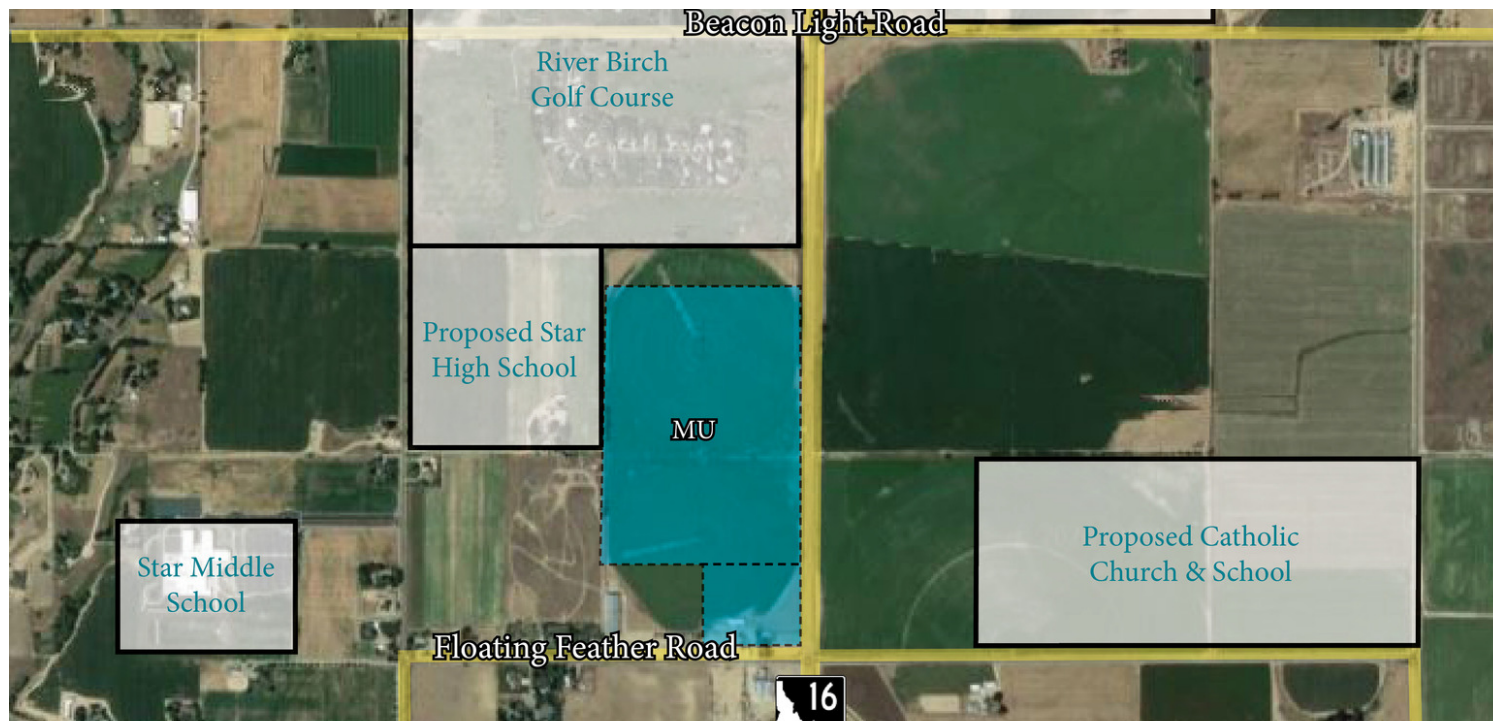 Beacon Light Road
River Birch
Golf Course
Proposed Star
High School
MU
Star Middle
School
Proposed Catholic
Church & School
Floating Feather Road
16